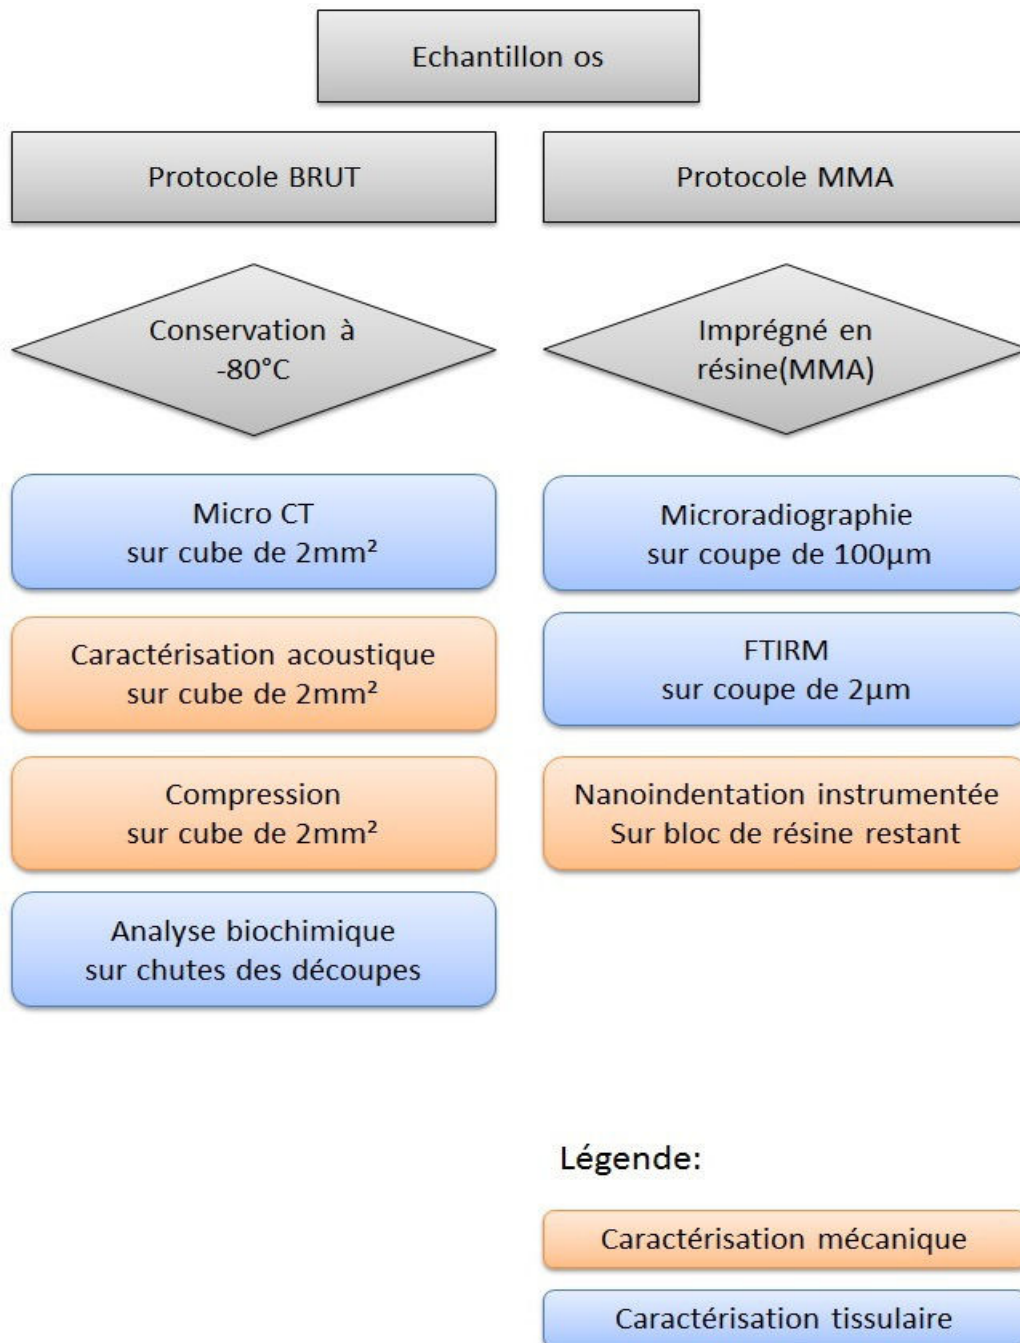 Echantillon os
Protocole BRUT
Protocole MMA
Conservation à
-80°C
Imprégné en
résine(MMA)
Micro CT
sur cube de 2mm²
Microradiographie
sur coupe de 100µm
Caractérisation acoustique
sur cube de 2mm²
FTIRM
sur coupe de 2µm
Compression
sur cube de 2mm²
Nanoindentation instrumentée
Sur bloc de résine restant
Analyse biochimique
sur chutes des découpes
Légende:
Caractérisation mécanique
Caractérisation tissulaire